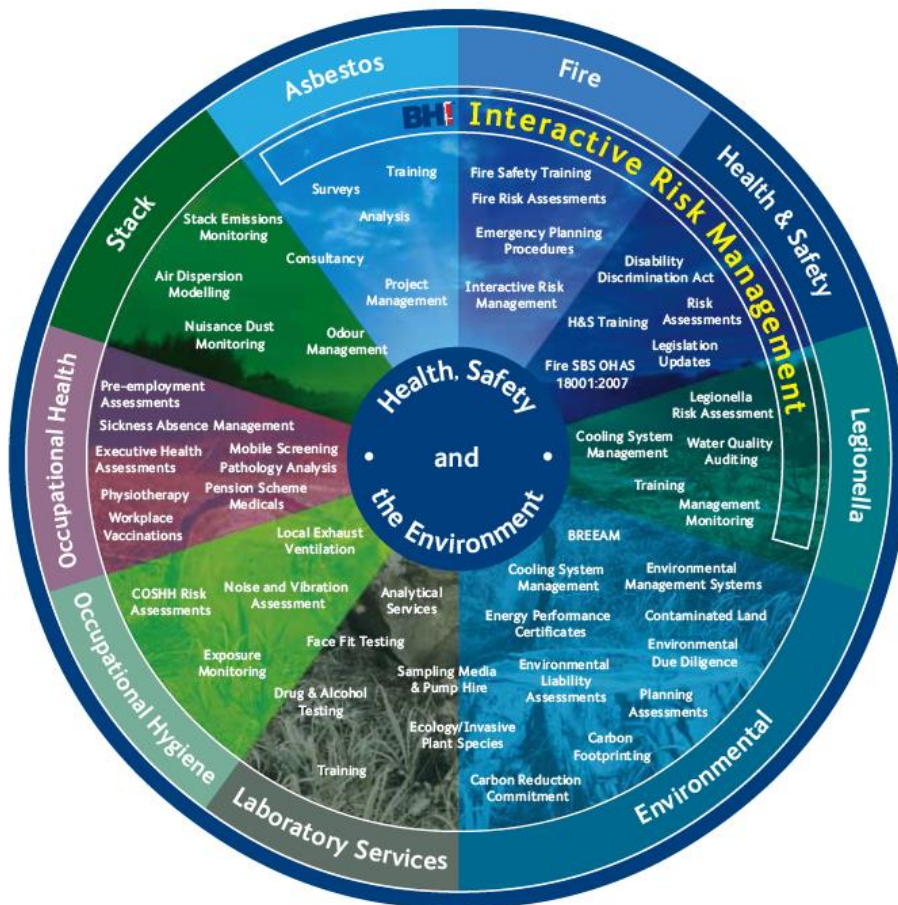 Asbestos
Fire
Health & Safety
Legionella
Environmental
Laboratory Services
Occupational Hygiene
Occupational Health
Stack
BHI Interactive Risk Management
Health, Safety
and
the Environment
Training
Surveys
Analysis
Consultancy
Project
Management
Fire Safety Training
Fire Risk Assessments
Emergency Planning
Procedures
Interactive Risk
Management
Disability
Discrimination Act
Risk
Assessments
H&S Training
Legislation
Updates
Fire SBS OHAS
18001:2007
Legionella
Risk Assessment
Cooling System
Management
Water Quality
Auditing
Training
Management
Monitoring
BREEAM
Cooling System
Management
Environmental
Management Systems
Energy Performance
Certificates
Contaminated Land
Environmental
Due Diligence
Environmental
Liability
Assessments
Planning
Assessments
Carbon
Footprinting
Carbon Reduction
Commitment
Analytical
Services
Face Fit Testing
Sampling Media
& Pump Hire
Drug & Alcohol
Testing
Ecology/Invasive
Plant Species
Training
Local Exhaust
Ventilation
COSHH Risk
Assessments
Noise and Vibration
Assessment
Exposure
Monitoring
Pre-employment
Assessments
Sickness Absence Management
Executive Health
Assessments
Mobile Screening
Pathology Analysis
Physiotherapy
Pension Scheme
Medicals
Workplace
Vaccinations
Stack Emissions
Monitoring
Air Dispersion
Modelling
Nuisance Dust
Monitoring
Odour
Management